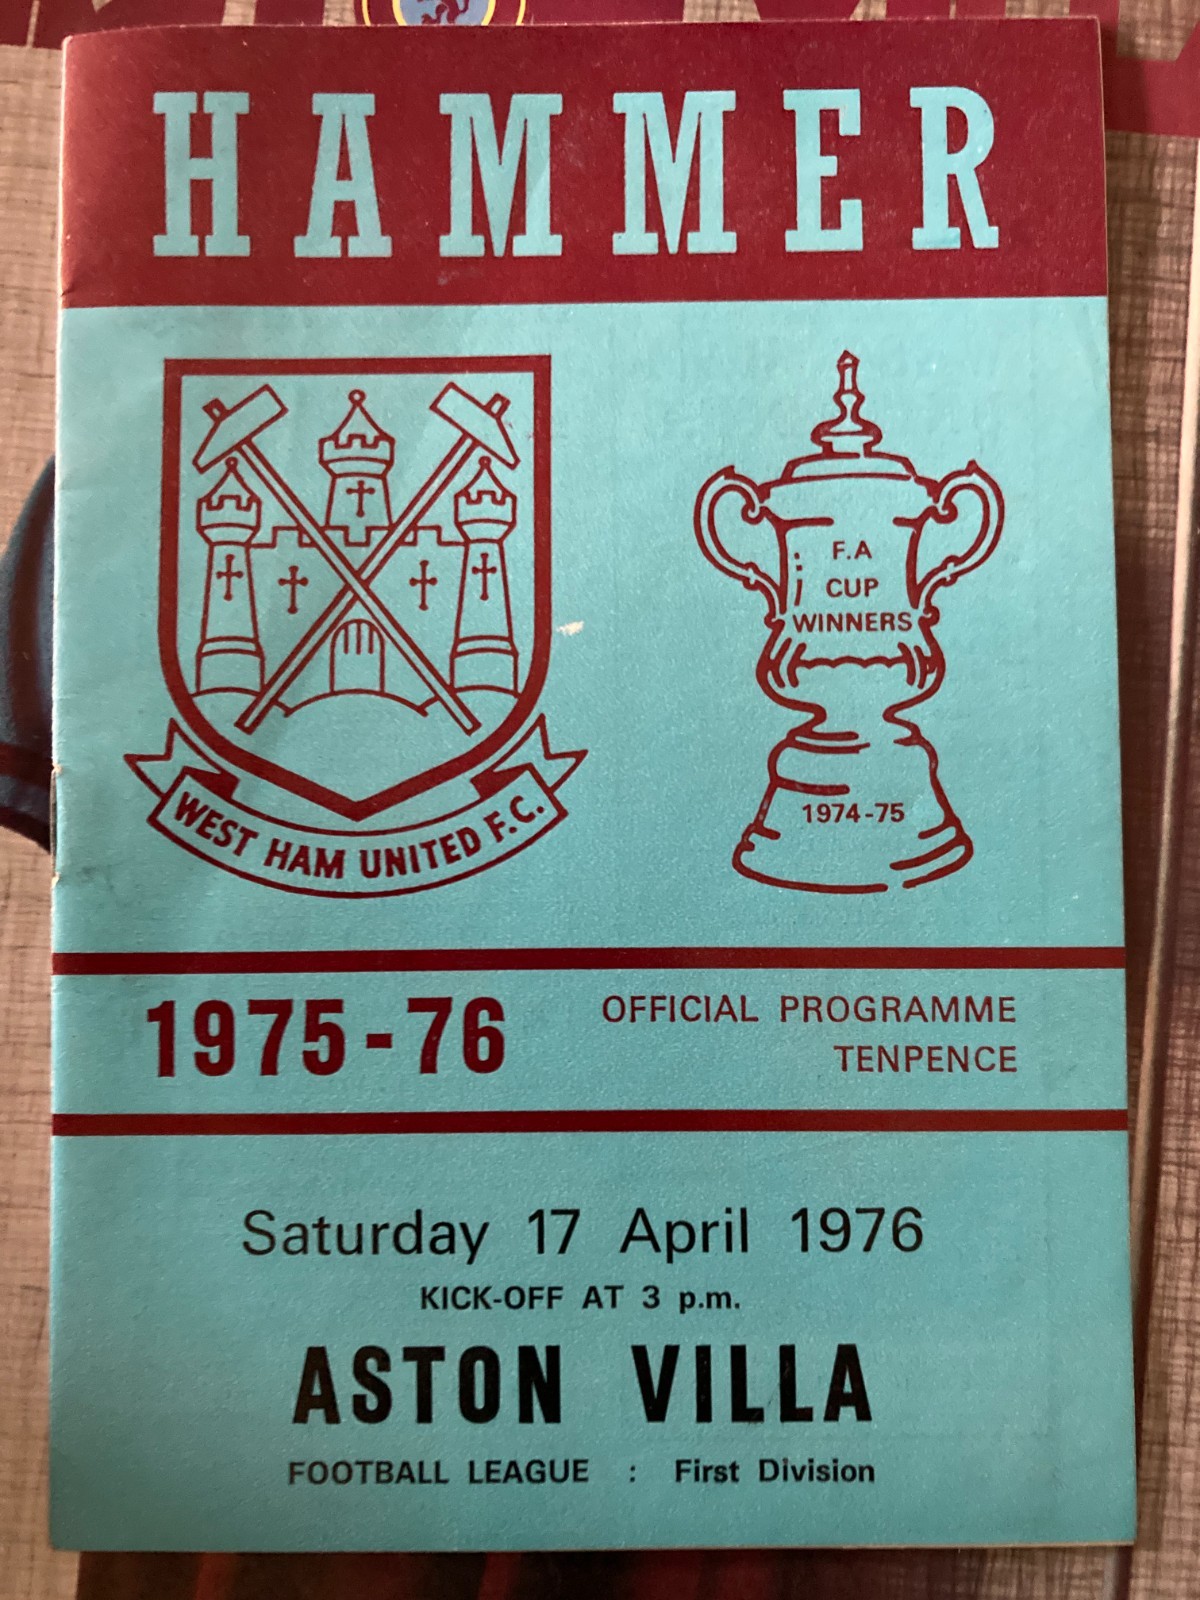 HAMMER
F.A
CUP
WINNERS
1974-75
WEST HAM UNITED F.C.
1975-76
OFFICIAL PROGRAMME
TENPENCE
Saturday 17 April 1976
KICK-OFF AT 3 p.m.
ASTON VILLA
FOOTBALL LEAGUE : First Division